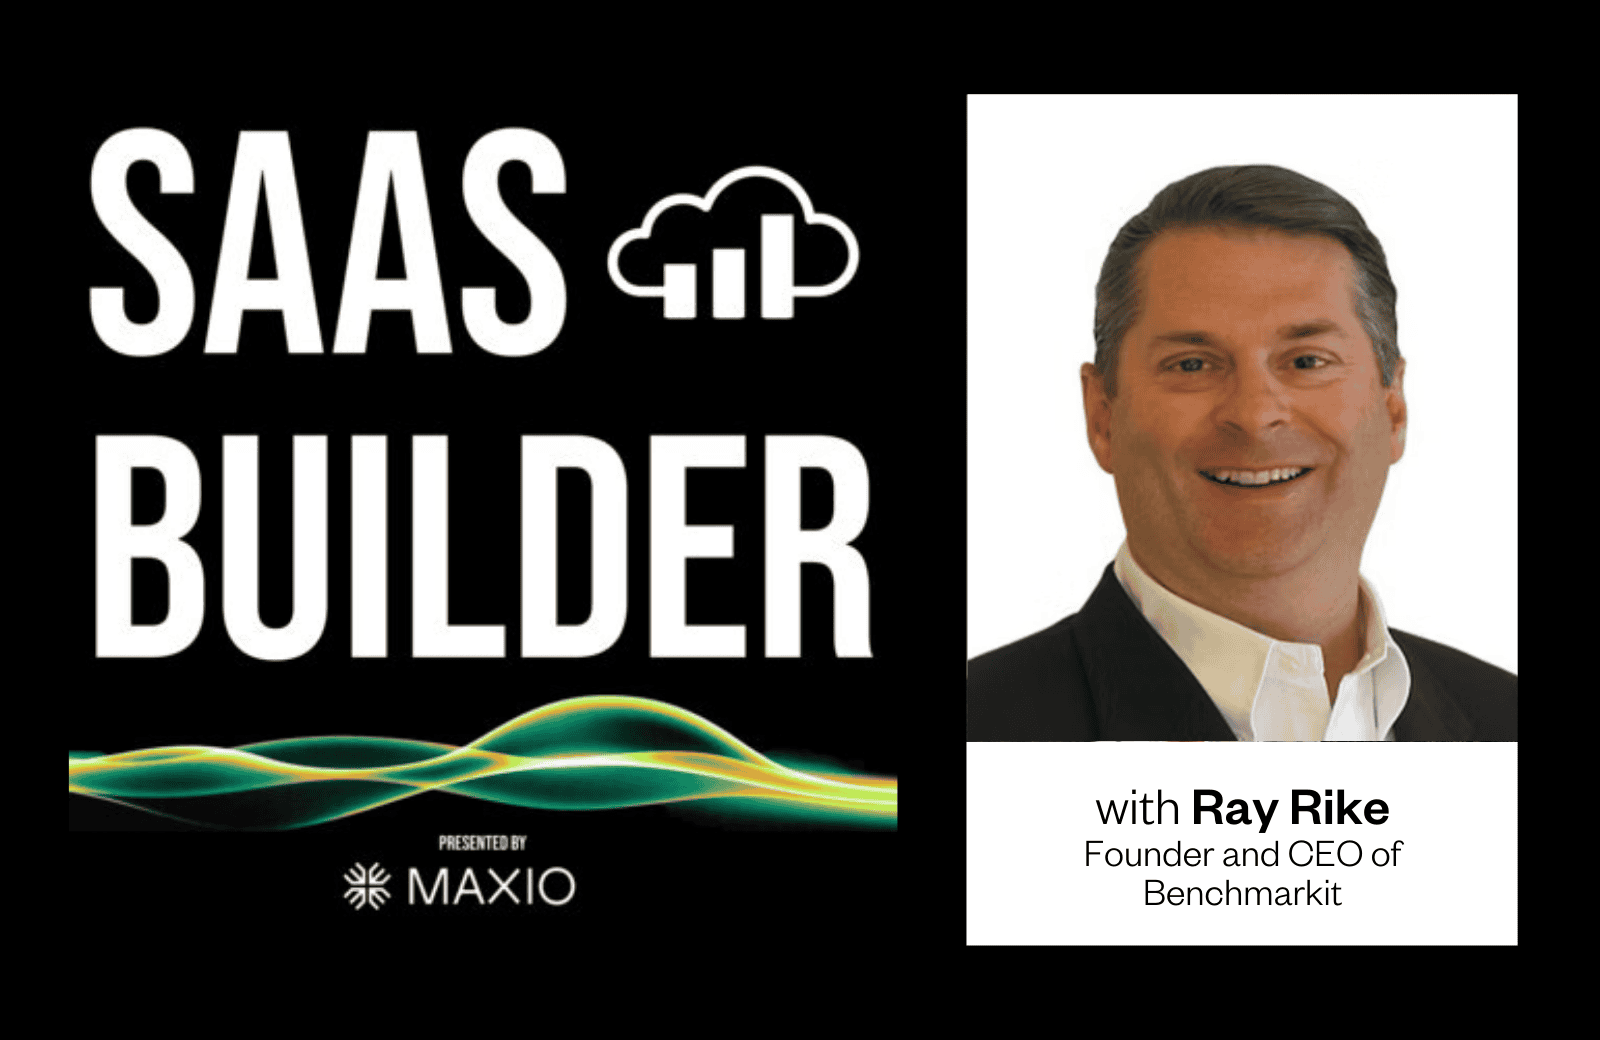 SAAS
BUILDER
PRESENTED BY
MAXIO
with Ray Rike
Founder and CEO of
Benchmarkit